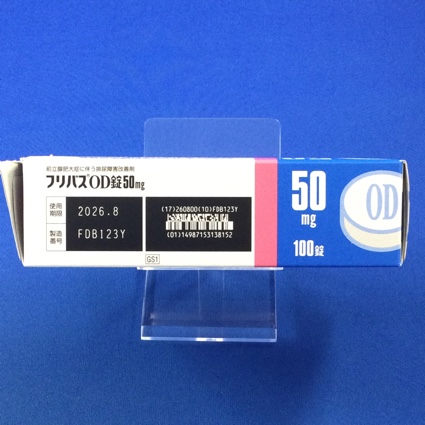 前立腺肥大症に伴う排尿障害改善剤
フリバス®OD錠50mg
使用期限 2026.8
製造番号 FDB123Y
(17)260800(10)FDB123Y
(01)14987153138152
GS1
50
mg
100錠
OD